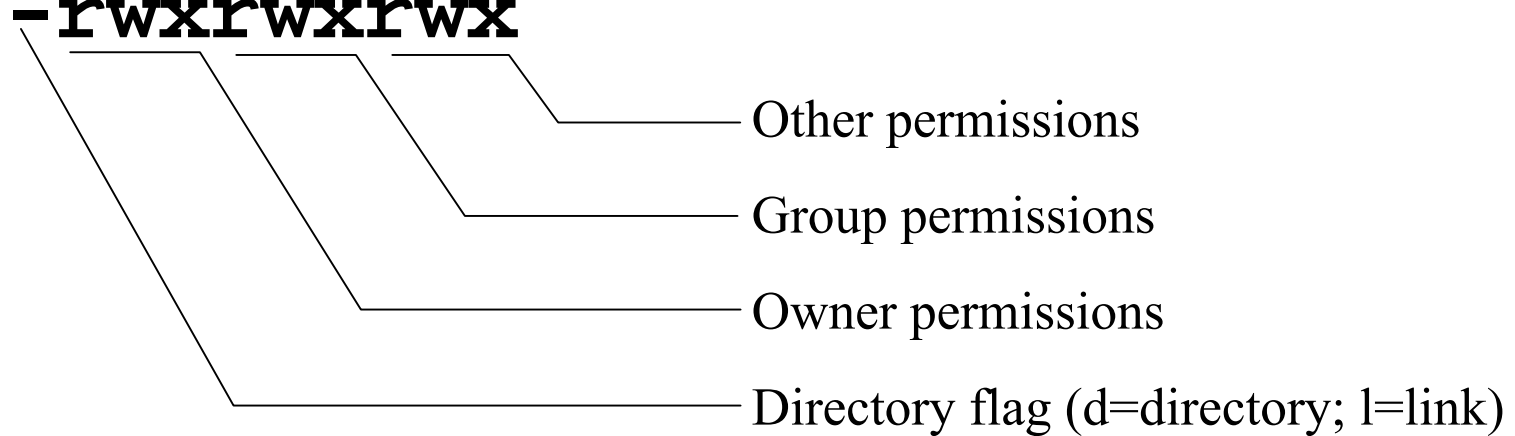 -rwxrwxrwx
Other permissions
Group permissions
Owner permissions
Directory flag (d=directory; l=link)